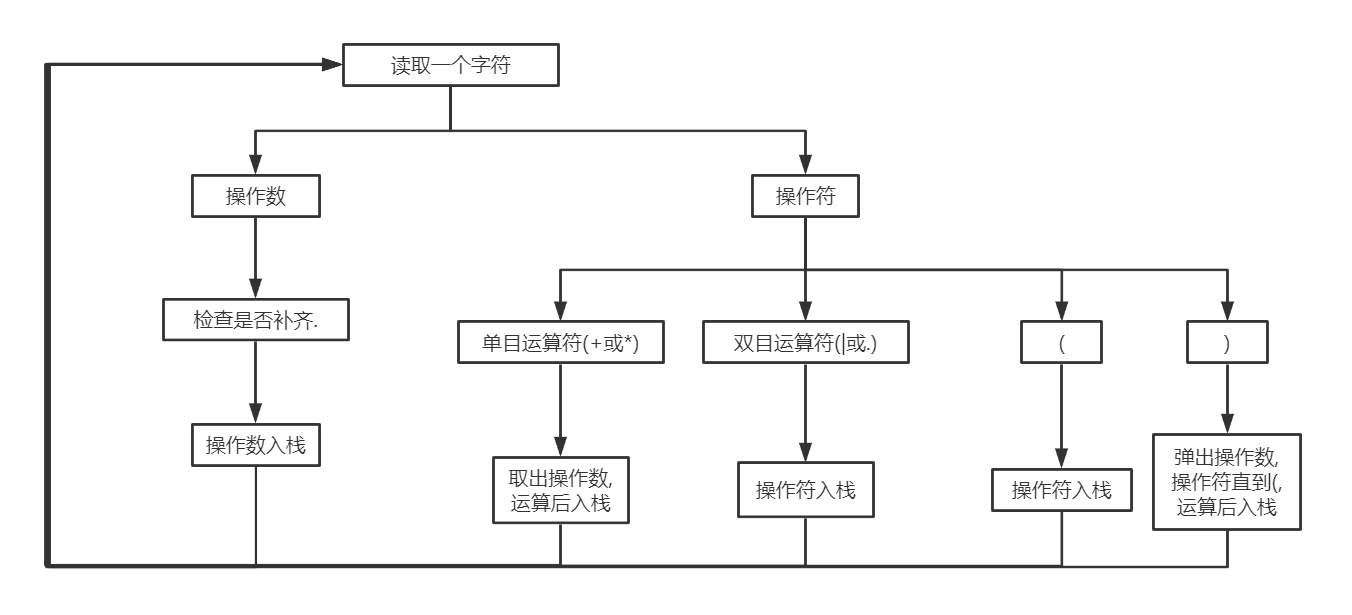 读取一个字符
操作数
操作符
检查是否补齐.
单目运算符(+或*)
双目运算符(|或.)
(
)
操作数入栈
取出操作数,
运算后入栈
操作符入栈
操作符入栈
弹出操作数,
操作符直到(,
运算后入栈